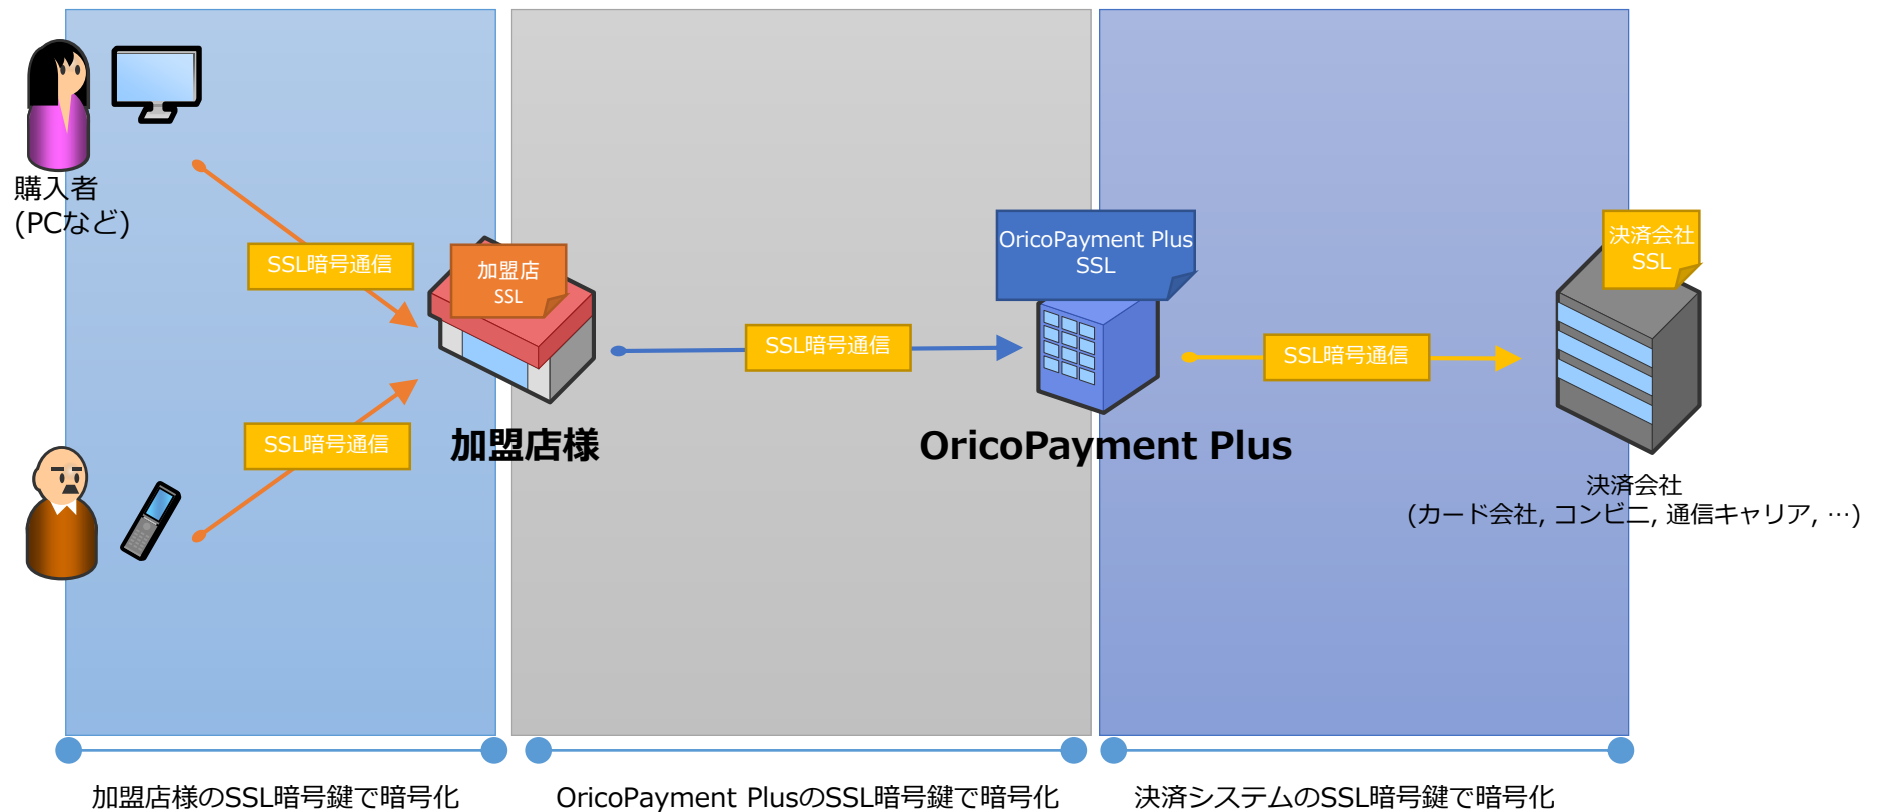 購入者
(PCなど)
SSL暗号通信
加盟店
SSL
SSL暗号通信
加盟店様
SSL暗号通信
OricoPayment Plus
SSL
OricoPayment Plus
SSL暗号通信
決済会社
SSL
決済会社
(カード会社, コンビニ, 通信キャリア, …)
加盟店様のSSL暗号鍵で暗号化
OricoPayment PlusのSSL暗号鍵で暗号化
決済システムのSSL暗号鍵で暗号化